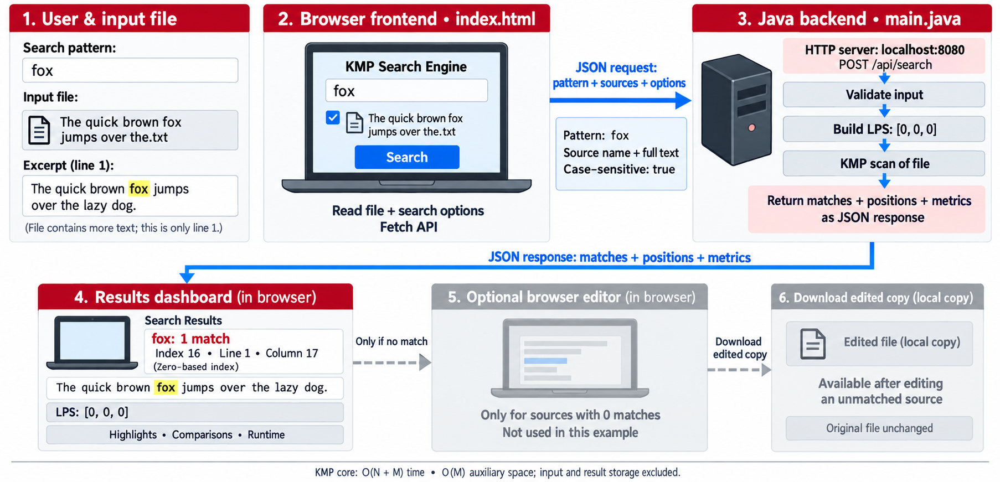 1. User & input file
Search pattern:
fox
Input file:
The quick brown fox
jumps over the.txt
Excerpt (line 1):
The quick brown fox jumps
over the lazy dog.
(File contains more text; this is only line 1.)
2. Browser frontend • index.html
KMP Search Engine
fox
The quick brown fox
jumps over the.txt
Search
Read file + search options
Fetch API
JSON request:
pattern + sources + options
Pattern: fox
Source name + full text
Case-sensitive: true
3. Java backend • main.java
HTTP server: localhost:8080
POST /api/search
Validate input
Build LPS: [0, 0, 0]
KMP scan of file
Return matches + positions + metrics
as JSON response
JSON response: matches + positions + metrics
4. Results dashboard (in browser)
Search Results
fox: 1 match
Index 16 • Line 1 • Column 17
(Zero-based index)
The quick brown fox jumps over the lazy dog.
LPS: [0, 0, 0]
Highlights • Comparisons • Runtime
Only if no match
5. Optional browser editor (in browser)
Only for sources with 0 matches
Not used in this example
Download
edited copy
6. Download edited copy (local copy)
Edited file (local copy)
Available after editing
an unmatched source
Original file unchanged
KMP core: O(N + M) time • O(M) auxiliary space; input and result storage excluded.